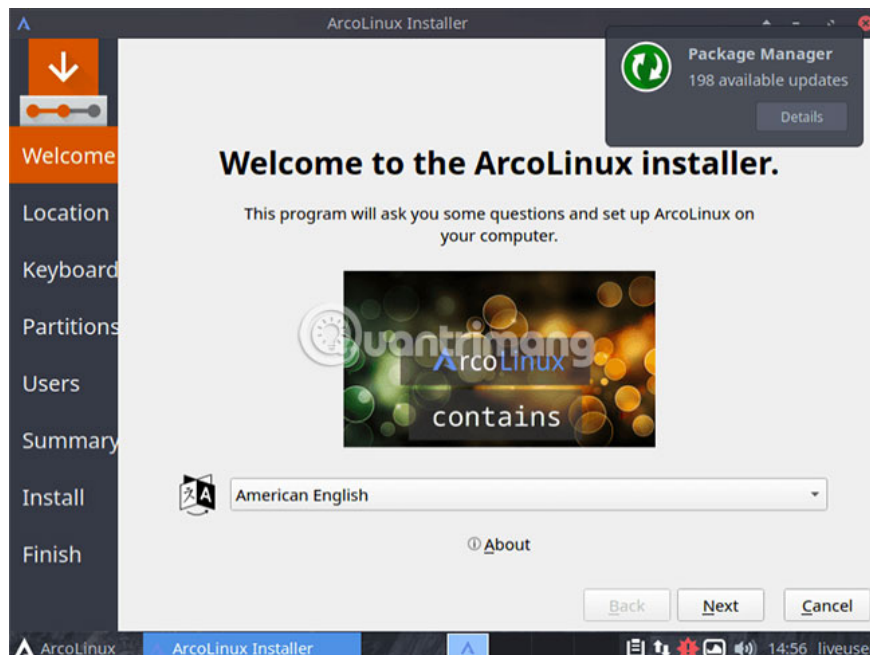 ArcoLinux Installer
Package Manager
198 available updates
Details
Welcome
Location
Keyboard
Partitions
Users
Summary
Install
Finish
Welcome to the ArcoLinux installer.
This program will ask you some questions and set up ArcoLinux on
your computer.
Quantrimang
ArcoLinux
contains
American English
About
Back
Next
Cancel
ArcoLinux
ArcoLinux Installer
14:56
liveuse